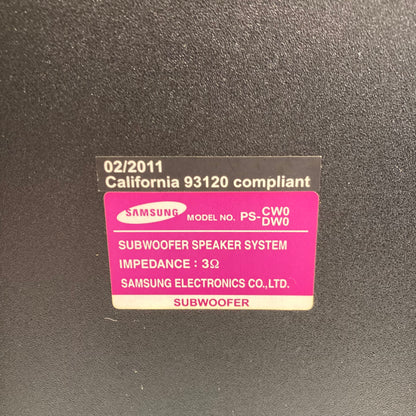 02/2011
California 93120 compliant
SAMSUNG MODEL NO. PS-CW0
DW0
SUBWOOFER SPEAKER SYSTEM
IMPEDANCE : 3Ω
SAMSUNG ELECTRONICS CO.,LTD.
SUBWOOFER